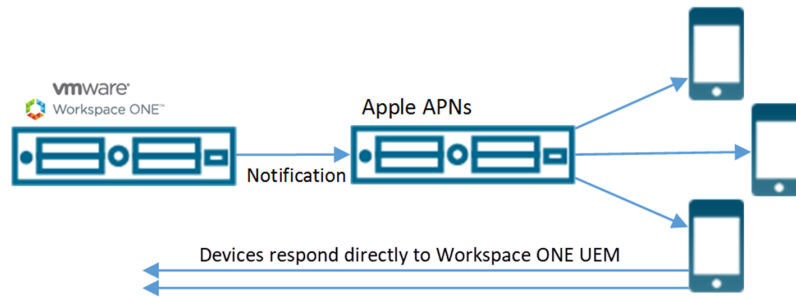 vmware®
Workspace ONE™
Apple APNs
Notification
Devices respond directly to Workspace ONE UEM